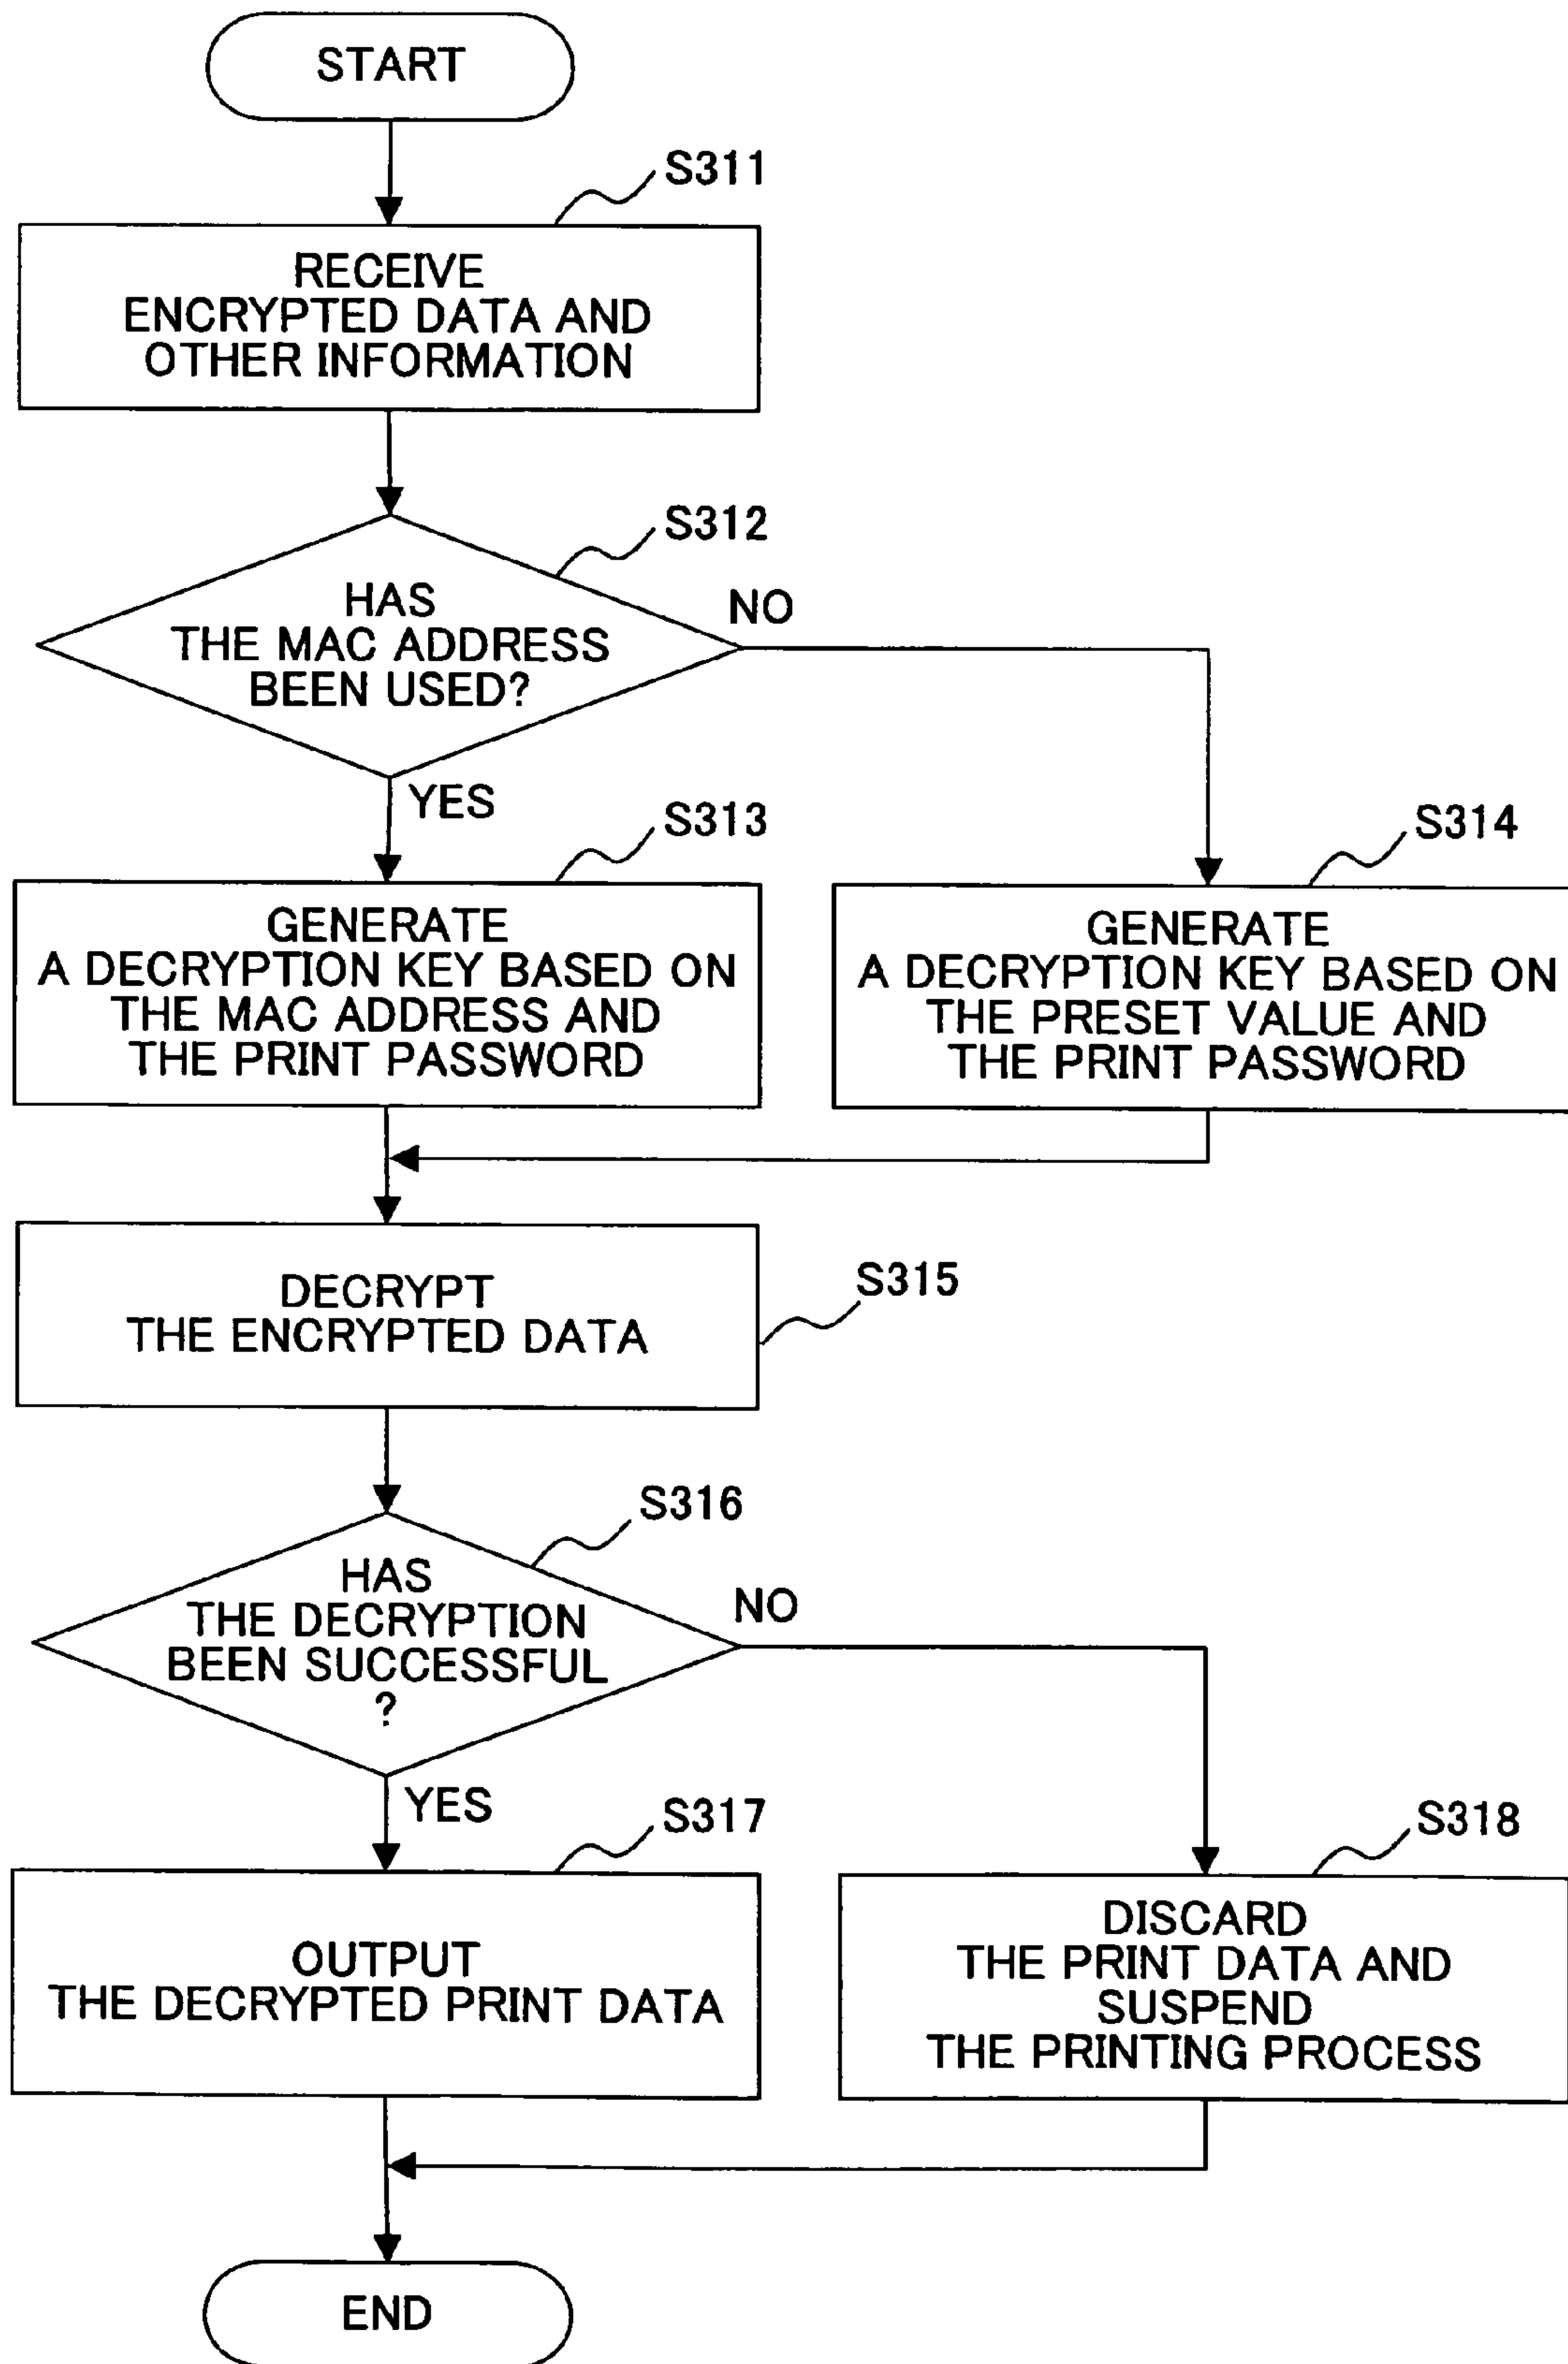 START
S311
RECEIVE
ENCRYPTED DATA AND
OTHER INFORMATION
S312
HAS
THE MAC ADDRESS
BEEN USED?
NO
YES
S313
GENERATE
A DECRYPTION KEY BASED ON
THE MAC ADDRESS AND
THE PRINT PASSWORD
S314
GENERATE
A DECRYPTION KEY BASED ON
THE PRESET VALUE AND
THE PRINT PASSWORD
S315
DECRYPT
THE ENCRYPTED DATA
S316
HAS
THE DECRYPTION
BEEN SUCCESSFUL
?
NO
YES
S317
OUTPUT
THE DECRYPTED PRINT DATA
S318
DISCARD
THE PRINT DATA AND
SUSPEND
THE PRINTING PROCESS
END